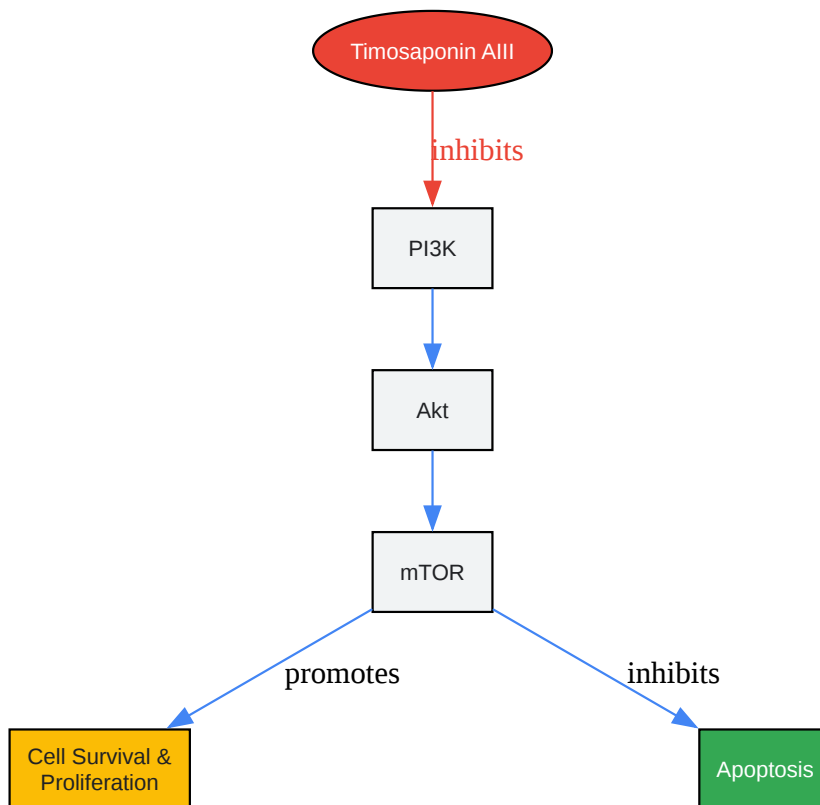 Timosaponin AIII
inhibits
PI3K
Akt
mTOR
promotes
inhibits
Cell Survival &
Proliferation
Apoptosis